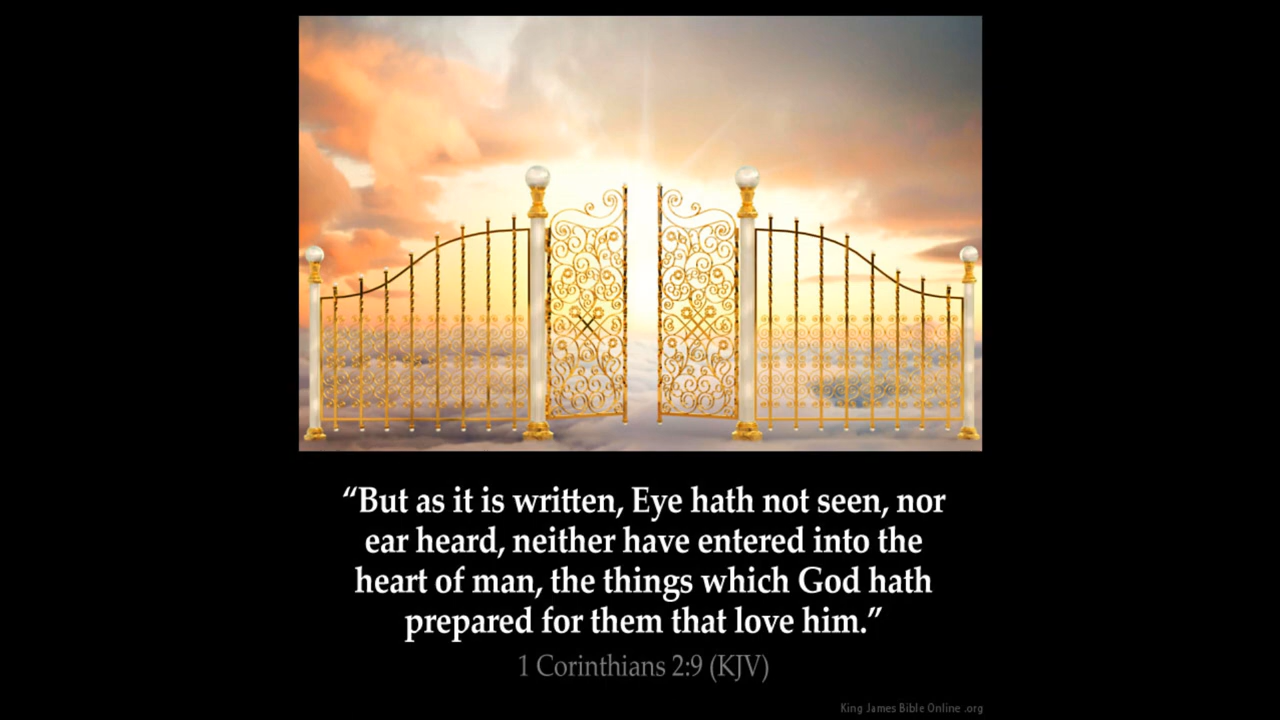 “But as it is written, Eye hath not seen, nor
ear heard, neither have entered into the
heart of man, the things which God hath
prepared for them that love him.”
1 Corinthians 2:9 (KJV)
King James Bible Online .org